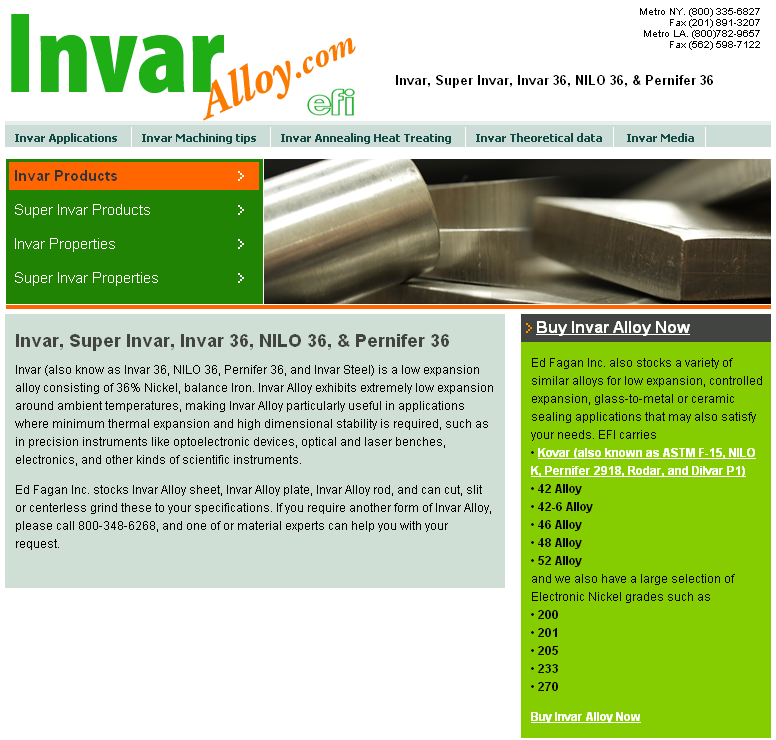 Invar
Alloy.com
efi
Metro NY. (800) 335-6827
Fax (201) 891-3207
Metro LA. (800)782-9657
Fax (562) 598-7122
Invar, Super Invar, Invar 36, NILO 36, & Pernifer 36
Invar Applications
Invar Machining tips
Invar Annealing Heat Treating
Invar Theoretical data
Invar Media
Invar Products
Super Invar Products
Invar Properties
Super Invar Properties
Invar, Super Invar, Invar 36, NILO 36, & Pernifer 36
Invar (also know as Invar 36, NILO 36, Pernifer 36, and Invar Steel) is a low expansion
alloy consisting of 36% Nickel, balance Iron. Invar Alloy exhibits extremely low expansion
around ambient temperatures, making Invar Alloy particularly useful in applications
where minimum thermal expansion and high dimensional stability is required, such as
in precision instruments like optoelectronic devices, optical and laser benches,
electronics, and other kinds of scientific instruments.
Ed Fagan Inc. stocks Invar Alloy sheet, Invar Alloy plate, Invar Alloy rod, and can cut, slit
or centerless grind these to your specifications. If you require another form of Invar Alloy,
please call 800-348-6268, and one of or material experts can help you with your
request.
Buy Invar Alloy Now
Ed Fagan Inc. also stocks a variety of
similar alloys for low expansion, controlled
expansion, glass-to-metal or ceramic
sealing applications that may also satisfy
your needs. EFI carries
• Kovar (also known as ASTM F-15, NILO
K, Pernifer 2918, Rodar, and Dilvar P1)
• 42 Alloy
• 42-6 Alloy
• 46 Alloy
• 48 Alloy
• 52 Alloy
and we also have a large selection of
Electronic Nickel grades such as
• 200
• 201
• 205
• 233
• 270
Buy Invar Alloy Now